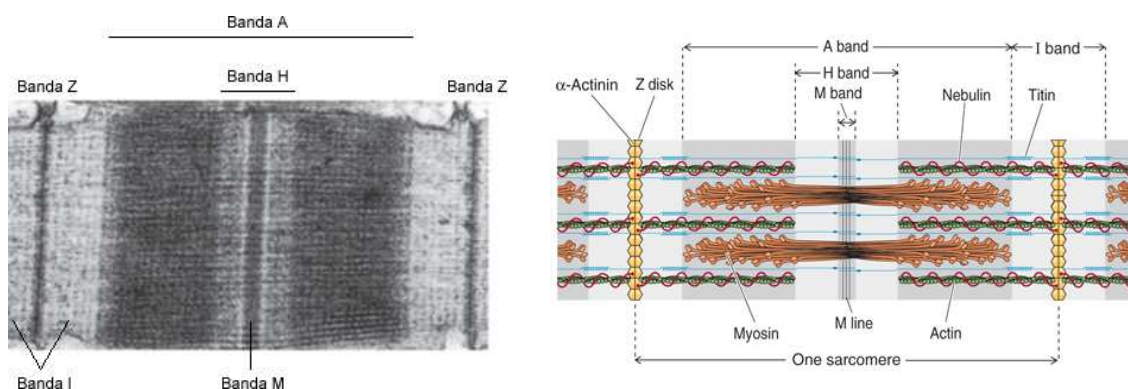 Banda A
Banda H
Banda Z
Banda Z
Banda I
Banda M
A band
I band
H band
M band
α-Actinin
Z disk
Nebulin
Titin
Myosin
M line
Actin
One sarcomere